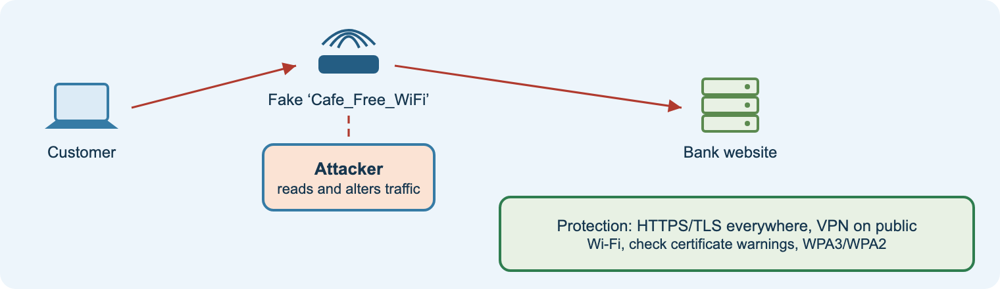 Fake ‘Cafe_Free_WiFi’
Customer
Bank website
Attacker
reads and alters traffic
Protection: HTTPS/TLS everywhere, VPN on public
Wi-Fi, check certificate warnings, WPA3/WPA2